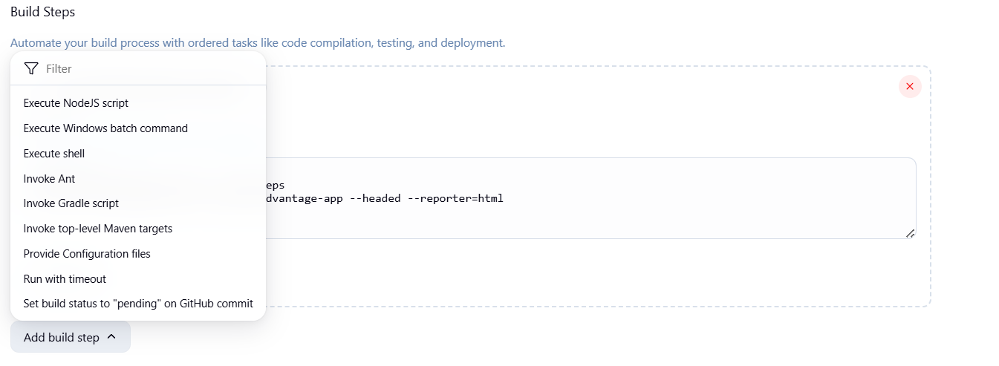 Build Steps
Automate your build process with ordered tasks like code compilation, testing, and deployment.
Filter
Execute NodeJS script
Execute Windows batch command
Execute shell
Invoke Ant
Invoke Gradle script
Invoke top-level Maven targets
Provide Configuration files
Run with timeout
Set build status to "pending" on GitHub commit
eps
dvantage-app --headed --reporter=html
Add build step